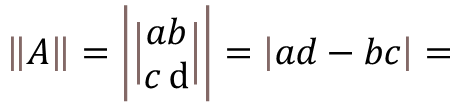 ||A|| = | |ab
c d| | = |ad − bc| =